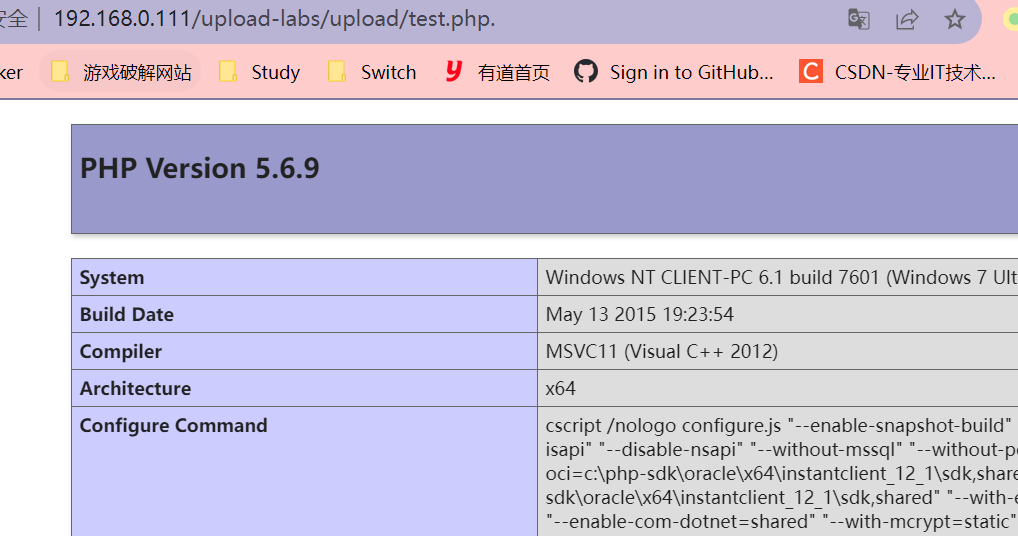 安全 | 192.168.0.111/upload-labs/upload/test.php.
ker 游戏破解网站 Study Switch 有道首页 Sign in to GitHub... CSDN-专业IT技术...
PHP Version 5.6.9
System Windows NT CLIENT-PC 6.1 build 7601 (Windows 7 Ult
Build Date May 13 2015 19:23:54
Compiler MSVC11 (Visual C++ 2012)
Architecture x64
Configure Command cscript /nologo configure.js "--enable-snapshot-build"
isapi" "--disable-nsapi" "--without-mssql" "--without-p
oci=c:\php-sdk\oracle\x64\instantclient_12_1\sdk,share
sdk\oracle\x64\instantclient_12_1\sdk,shared" "--with-e
"--enable-com-dotnet=shared" "--with-mcrypt=static"